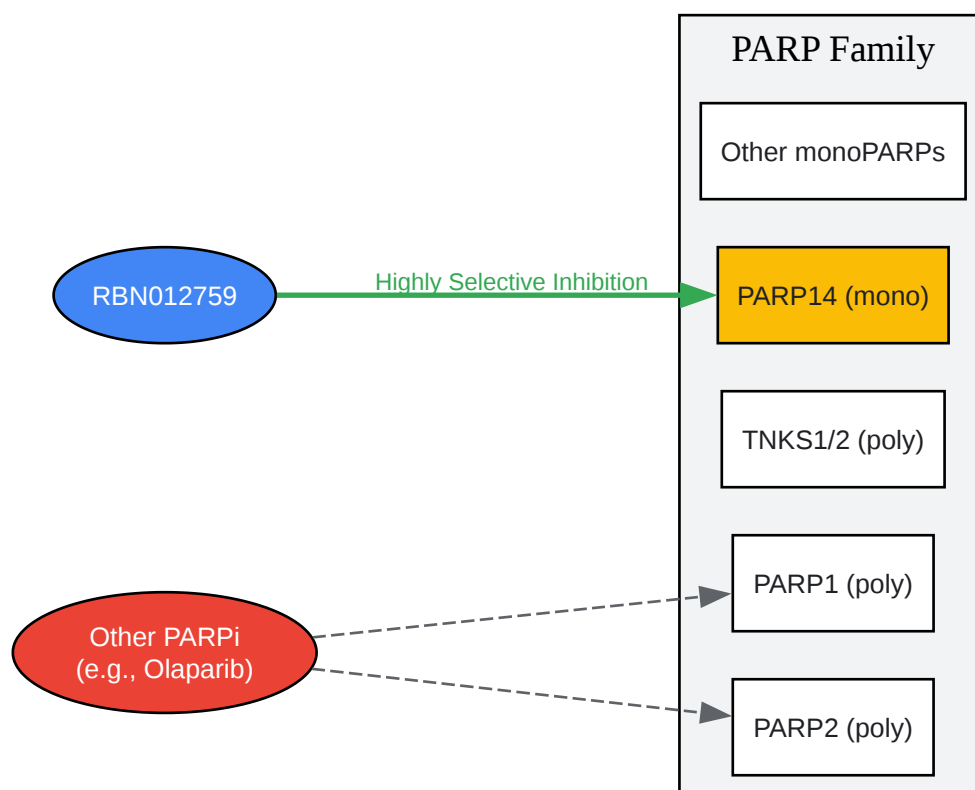 PARP Family
Other monoPARPs
RBN012759
Highly Selective Inhibition
PARP14 (mono)
TNKS1/2 (poly)
PARP1 (poly)
Other PARPi
(e.g., Olaparib)
PARP2 (poly)